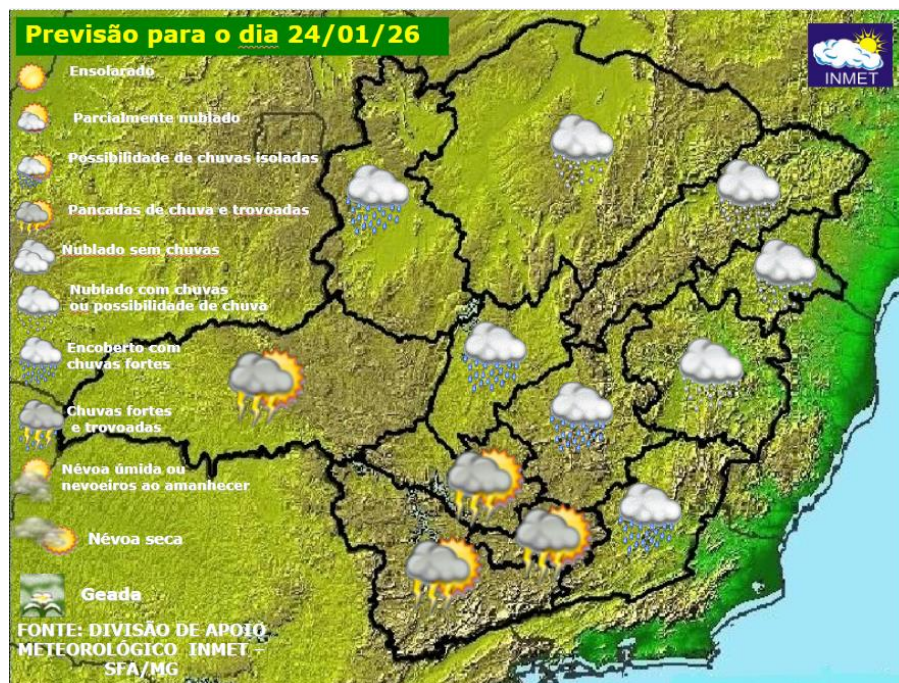 Previsão para o dia 24/01/26
INMET
Ensolarado
Parcialmente nublado
Possibilidade de chuvas isoladas
Pancadas de chuva e trovoadas
Nublado sem chuvas
Nublado com chuvas
ou possibilidade de chuva
Encoberto com
chuvas fortes
Chuvas fortes
e trovoadas
Névoa úmida ou
nevoeiros ao amanhecer
Névoa seca
Geada
FONTE: DIVISÃO DE APOIO
METEOROLÓGICO INMET –
SFA/MG